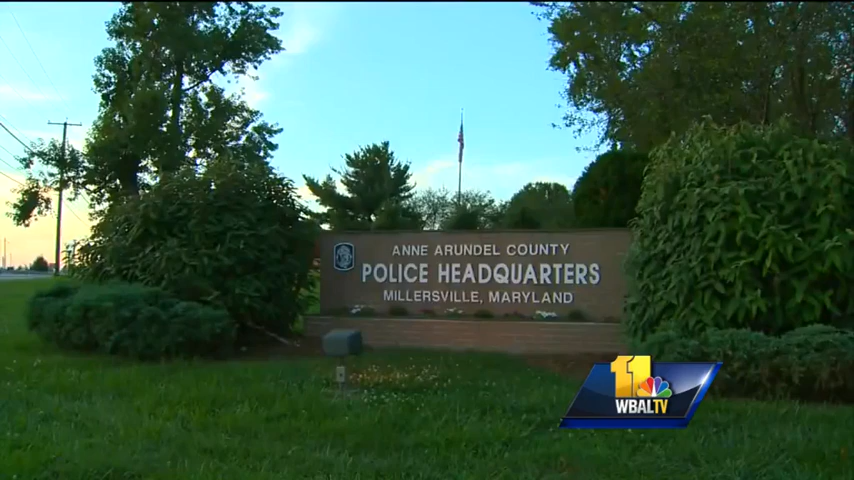 ANNE ARUNDEL COUNTY
POLICE HEADQUARTERS
MILLERSVILLE, MARYLAND
11
WBALTV